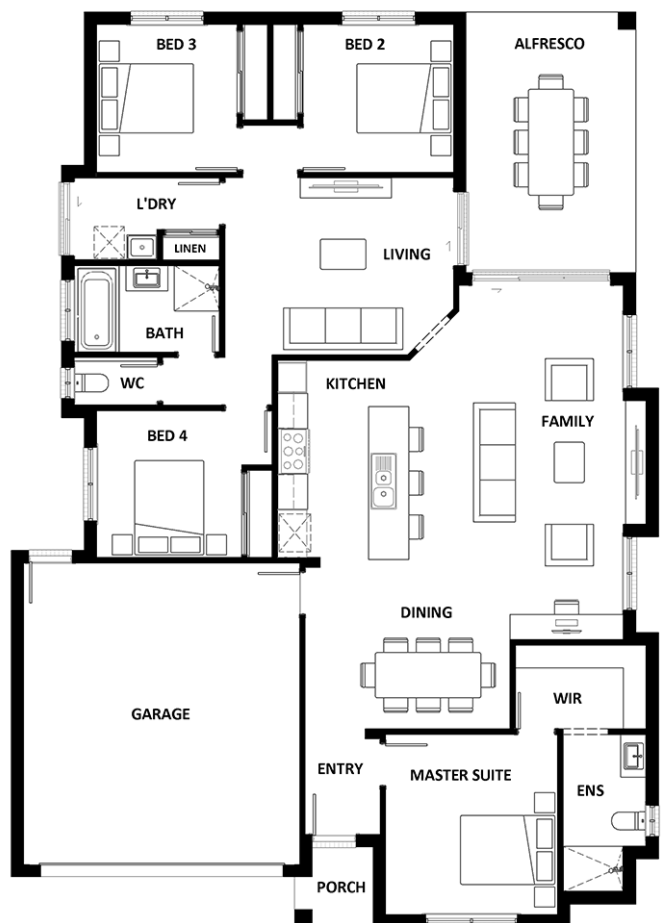 BED 3
BED 2
ALFRESCO
L'DRY
LINEN
LIVING
BATH
WC
KITCHEN
FAMILY
BED 4
DINING
GARAGE
WIR
ENTRY
MASTER SUITE
ENS
PORCH